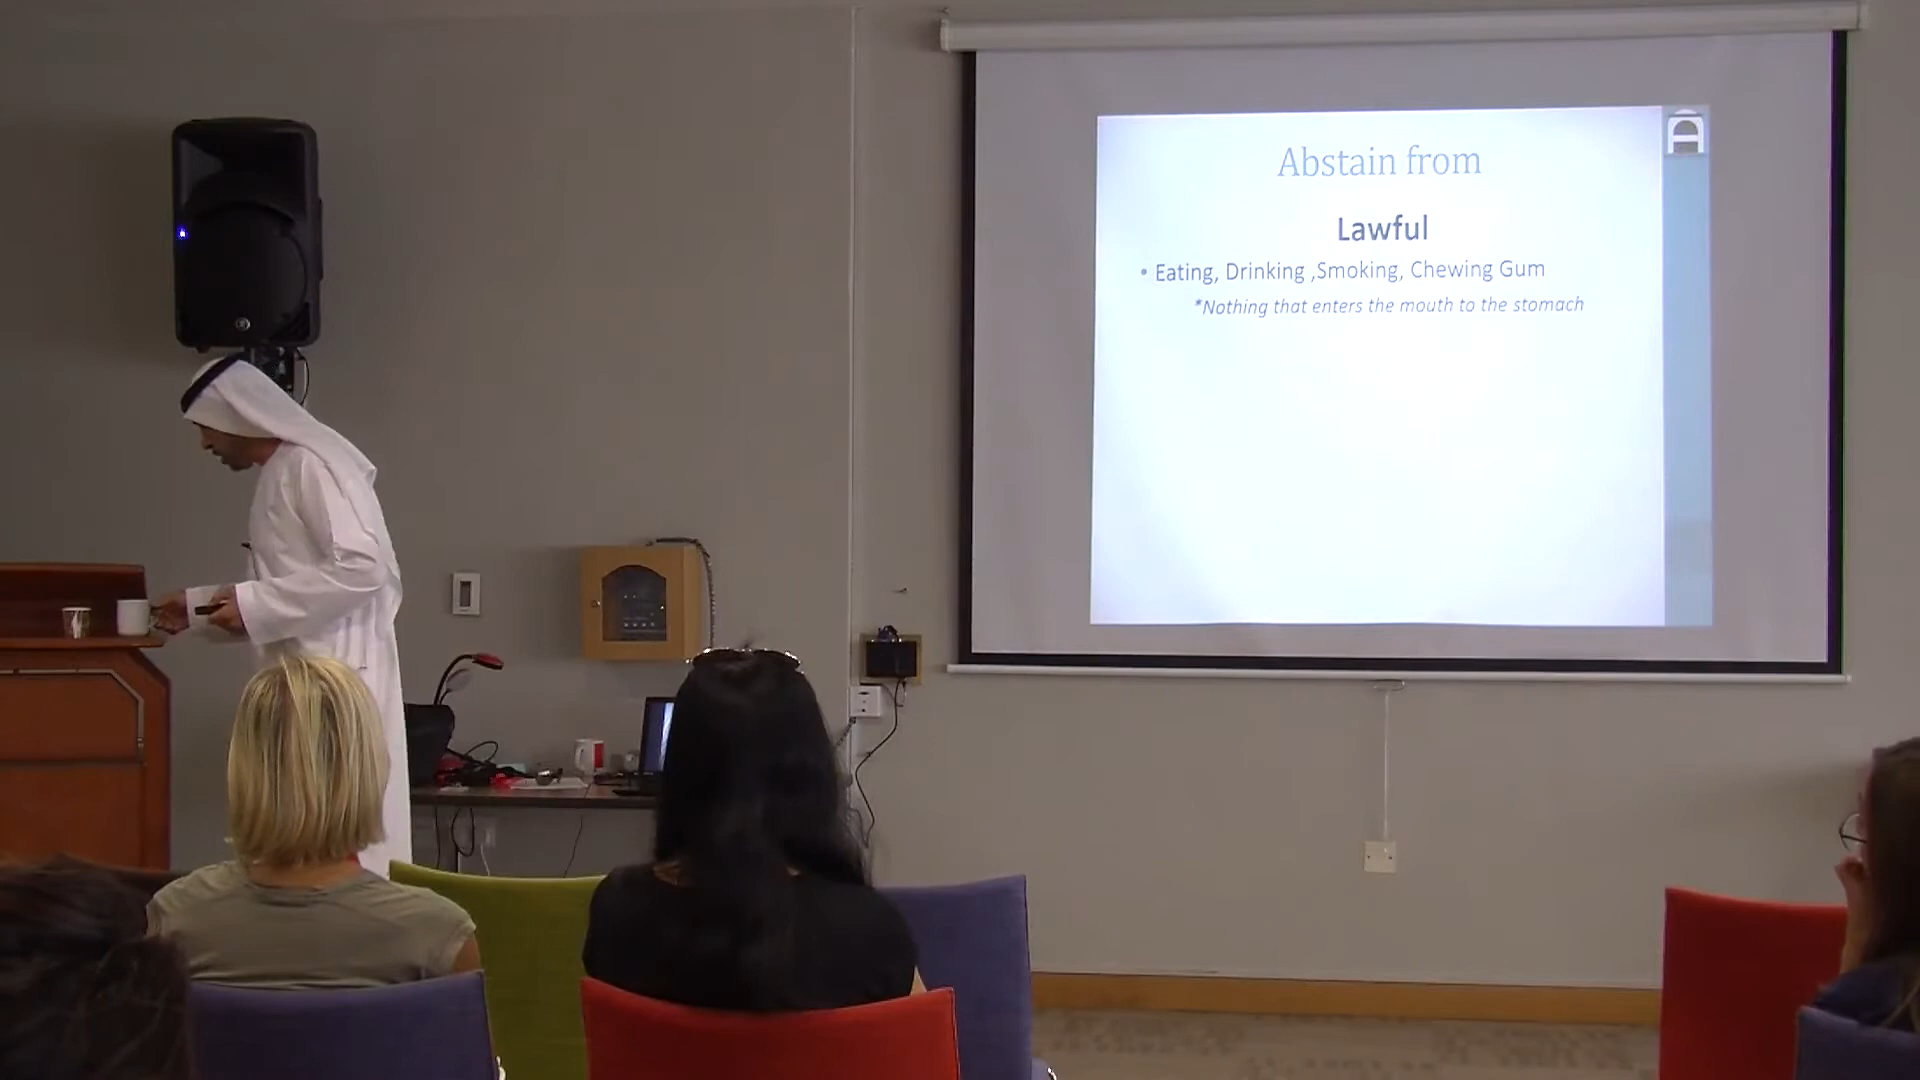 Abstain from
Lawful
• Eating, Drinking ,Smoking, Chewing Gum
*Nothing that enters the mouth to the stomach